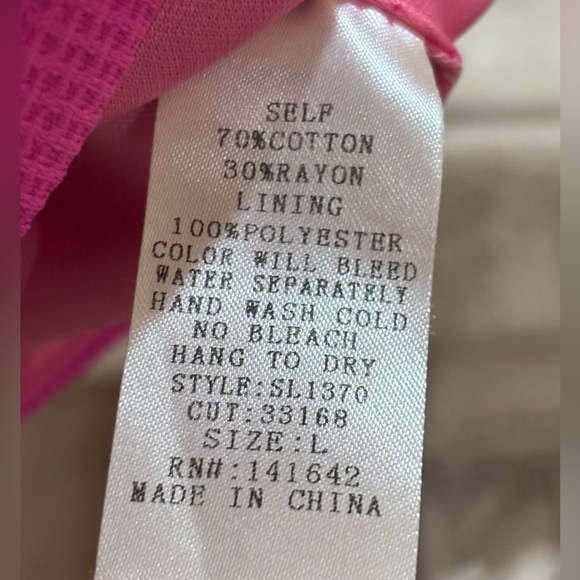 SELF
70%COTTON
30%RAYON
LINING
100%POLYESTER
COLOR WILL BLEED
WATER SEPARATELY
HAND WASH COLD
NO BLEACH
HANG TO DRY
STYLE:SL1370
CUT:33168
SIZE:L
RN#:141642
MADE IN CHINA